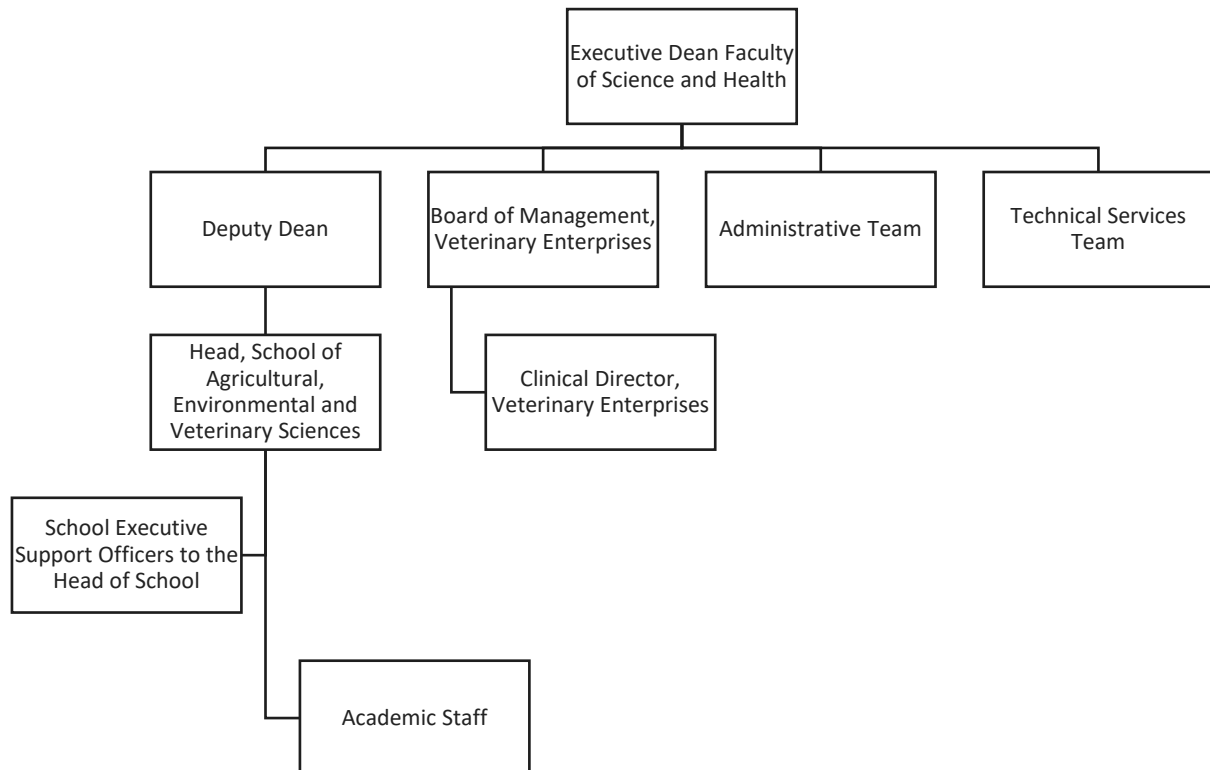 Executive Dean Faculty
of Science and Health
Deputy Dean
Board of Management,
Veterinary Enterprises
Administrative Team
Technical Services
Team
Head, School of
Agricultural,
Environmental and
Veterinary Sciences
Clinical Director,
Veterinary Enterprises
School Executive
Support Officers to the
Head of School
Academic Staff